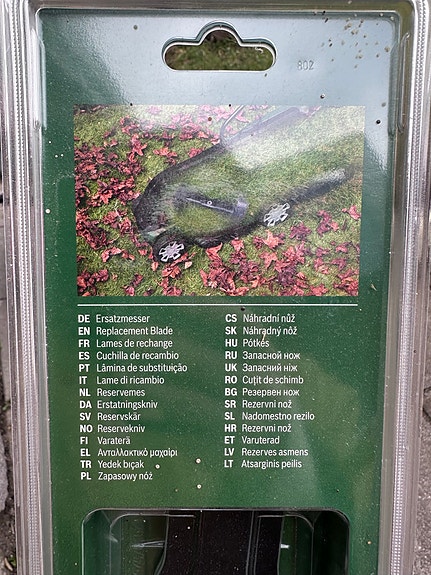 802
DE Ersatzmesser
EN Replacement Blade
FR Lames de rechange
ES Cuchilla de recambio
PT Lâmina de substituição
IT Lame di ricambio
NL Reservemes
DA Erstatningskniv
SV Reservskär
NO Reservekniv
FI Varaterä
EL Ανταλλακτικό μαχαίρι
TR Yedek bıçak
PL Zapasowy nóż
CS Náhradní nůž
SK Náhradný nôž
HU Pótkés
RU Запасной нож
UK Запасний ніж
RO Cuțit de schimb
BG Резервен нож
SR Rezervni nož
SL Nadomestno rezilo
HR Rezervni nož
ET Varuterad
LV Rezerves asmens
LT Atsarginis peilis